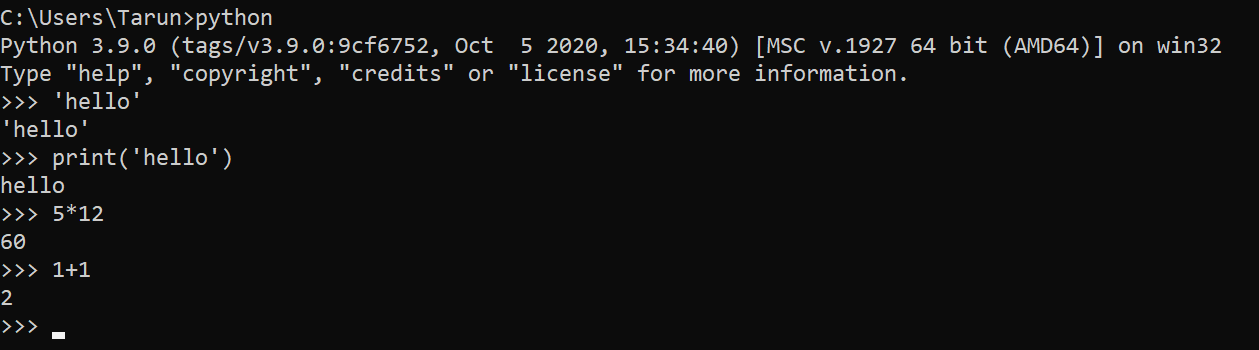 C:\Users\Tarun>python
Python 3.9.0 (tags/v3.9.0:9cf6752, Oct  5 2020, 15:34:40) [MSC v.1927 64 bit (AMD64)] on win32
Type "help", "copyright", "credits" or "license" for more information.
>>> 'hello'
'hello'
>>> print('hello')
hello
>>> 5*12
60
>>> 1+1
2
>>>